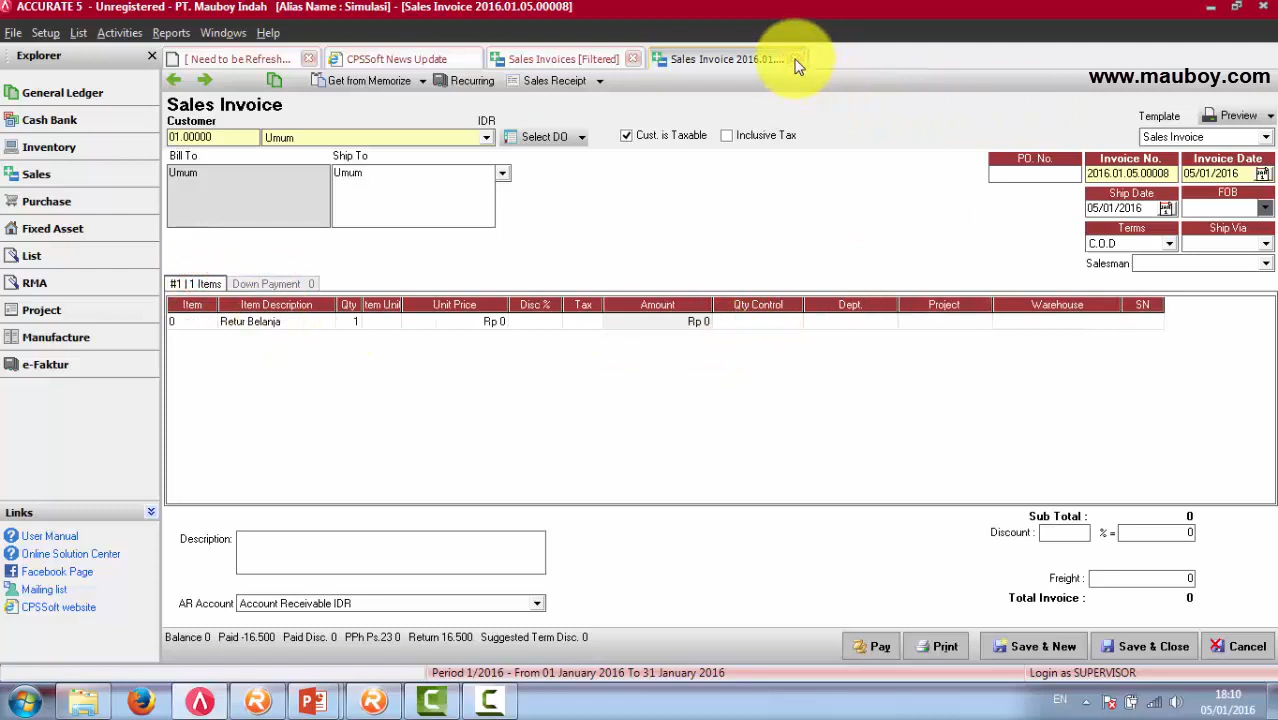 ACCURATE 5 - Unregistered - PT. Mauboy Indah [Alias Name : Simulasi] - [Sales Invoice 2016.01.05.00008]
File Setup List Activities Reports Windows Help
Explorer
[ Need to be Refresh... CPSSoft News Update Sales Invoices [Filtered] Sales Invoice 2016.01....
Get from Memorize Recurring Sales Receipt
www.mauboy.com
General Ledger
Cash Bank
Inventory
Sales
Purchase
Fixed Asset
List
RMA
Project
Manufacture
e-Faktur
Sales Invoice
Customer IDR
01.00000 Umum Select DO Cust. is Taxable Inclusive Tax
Template Preview
Sales Invoice
Bill To Ship To
Umum Umum
PO. No. Invoice No. Invoice Date
2016.01.05.00008 05/01/2016
Ship Date FOB
05/01/2016
Terms Ship Via
C.O.D
Salesman
#1 | 1 Items Down Payment 0
Item Item Description Qty Item Unit Unit Price Disc % Tax Amount Qty Control Dept. Project Warehouse SN
0 Retur Belanja 1 Rp 0 Rp 0
Links
User Manual
Online Solution Center
Facebook Page
Mailing list
CPSSoft website
Description:
AR Account Account Receivable IDR
Sub Total : 0
Discount : % = 0
Freight : 0
Total Invoice : 0
Balance 0 Paid -16.500 Paid Disc. 0 PPh Ps.23 0 Return 16.500 Suggested Term Disc. 0
Pay Print Save & New Save & Close Cancel
Period 1/2016 - From 01 January 2016 To 31 January 2016 Login as SUPERVISOR
EN 18:10
05/01/2016